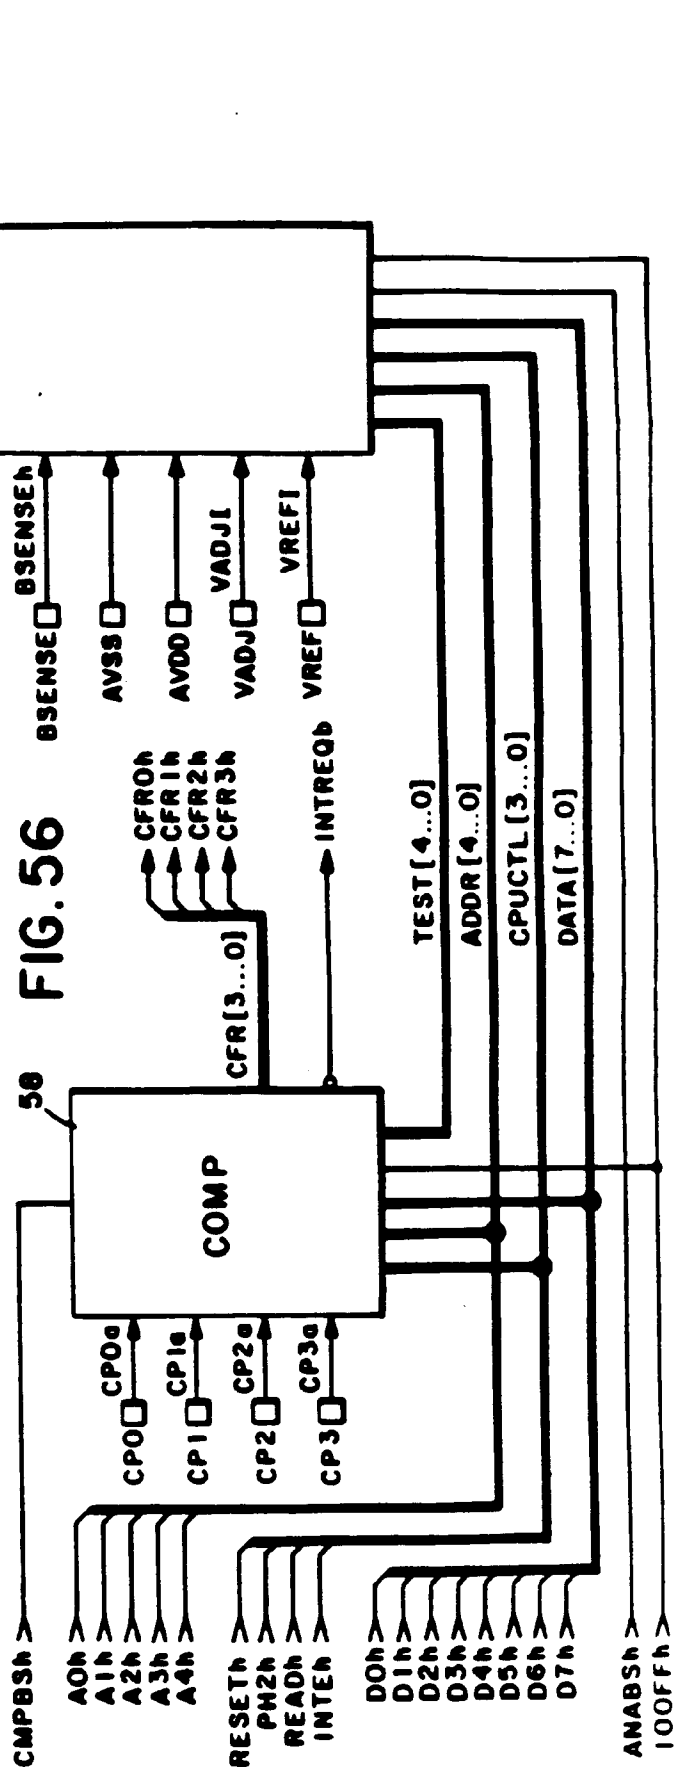 FIG. 56
BSENSE
BSENSEh
AVSS
AVDD
VADJ
VADJI
VREF
VREFI
CFR0h
CFR1h
CFR2h
CFR3h
INTREQb
CFR[3...0]
58
COMP
CP0
CP0a
CP1
CP1a
CP2
CP2a
CP3
CP3a
TEST[4...0]
ADDR[4...0]
CPUCTL[3...0]
DATA[7...0]
CMPBSh
A0h
A1h
A2h
A3h
A4h
RESETh
PH2h
READh
INTEh
D0h
D1h
D2h
D3h
D4h
D5h
D6h
D7h
ANABSh
100FFh